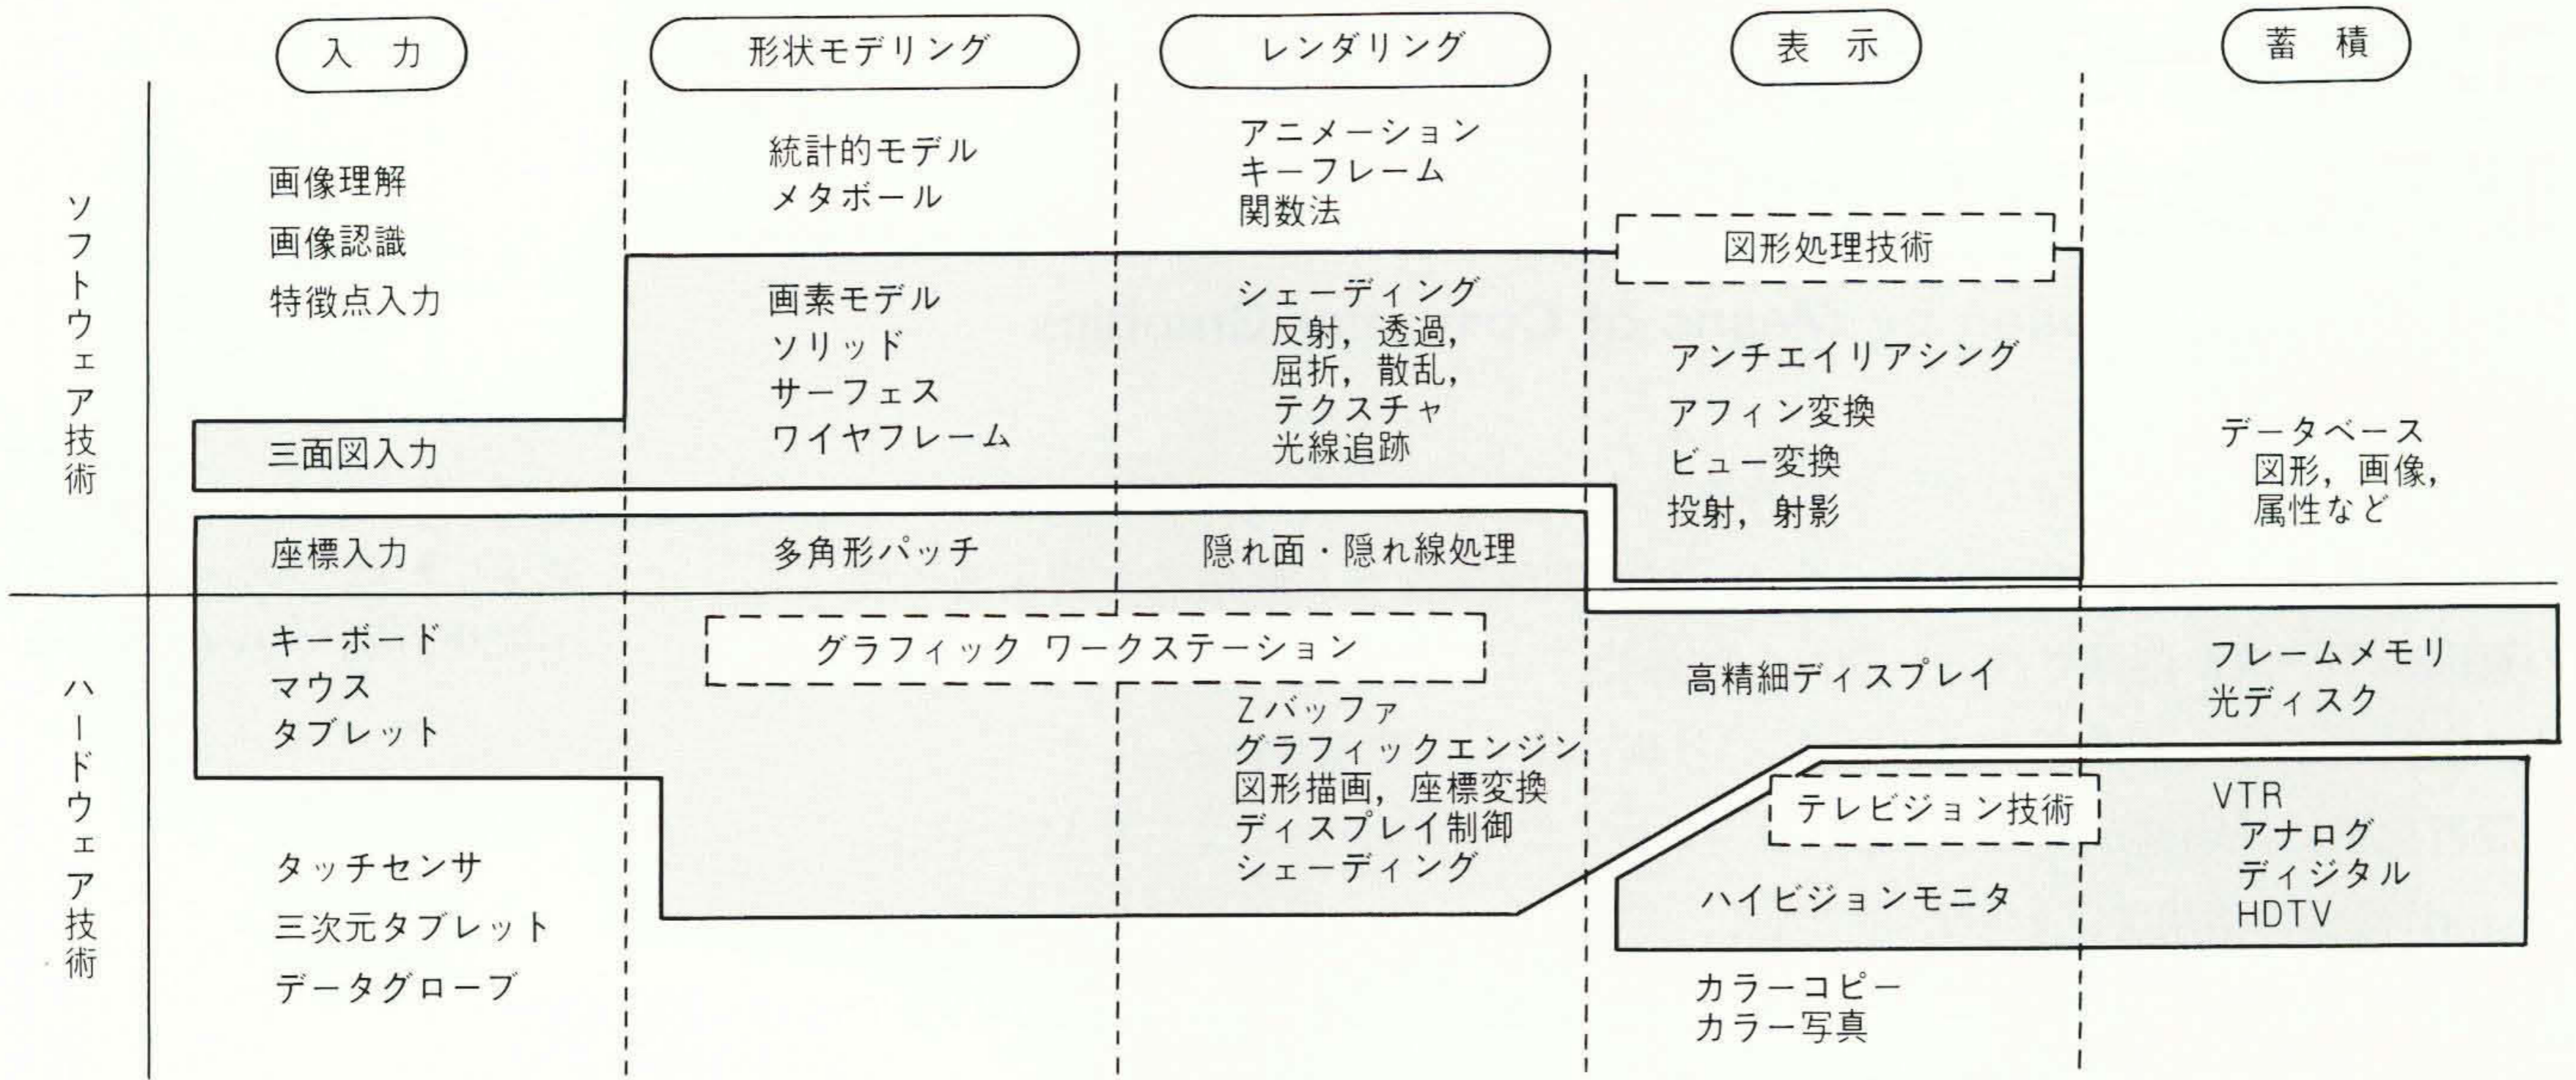 入 力
形状モデリング
レンダリング
表 示
蓄 積
ソフトウェア技術
画像理解
画像認識
特徴点入力
三面図入力
座標入力
統計的モデル
メタボール
画素モデル
ソリッド
サーフェス
ワイヤフレーム
多角形パッチ
アニメーション
キーフレーム
関数法
シェーディング
反射，透過，
屈折，散乱，
テクスチャ
光線追跡
隠れ面・隠れ線処理
図形処理技術
アンチエイリアシング
アフィン変換
ビュー変換
投射，射影
データベース
図形，画像，
属性など
ハードウェア技術
キーボード
マウス
タブレット
タッチセンサ
三次元タブレット
データグローブ
グラフィック ワークステーション
Zバッファ
グラフィックエンジン
図形描画，座標変換
ディスプレイ制御
シェーディング
高精細ディスプレイ
テレビジョン技術
ハイビジョンモニタ
カラーコピー
カラー写真
フレームメモリ
光ディスク
VTR
アナログ
ディジタル
HDTV